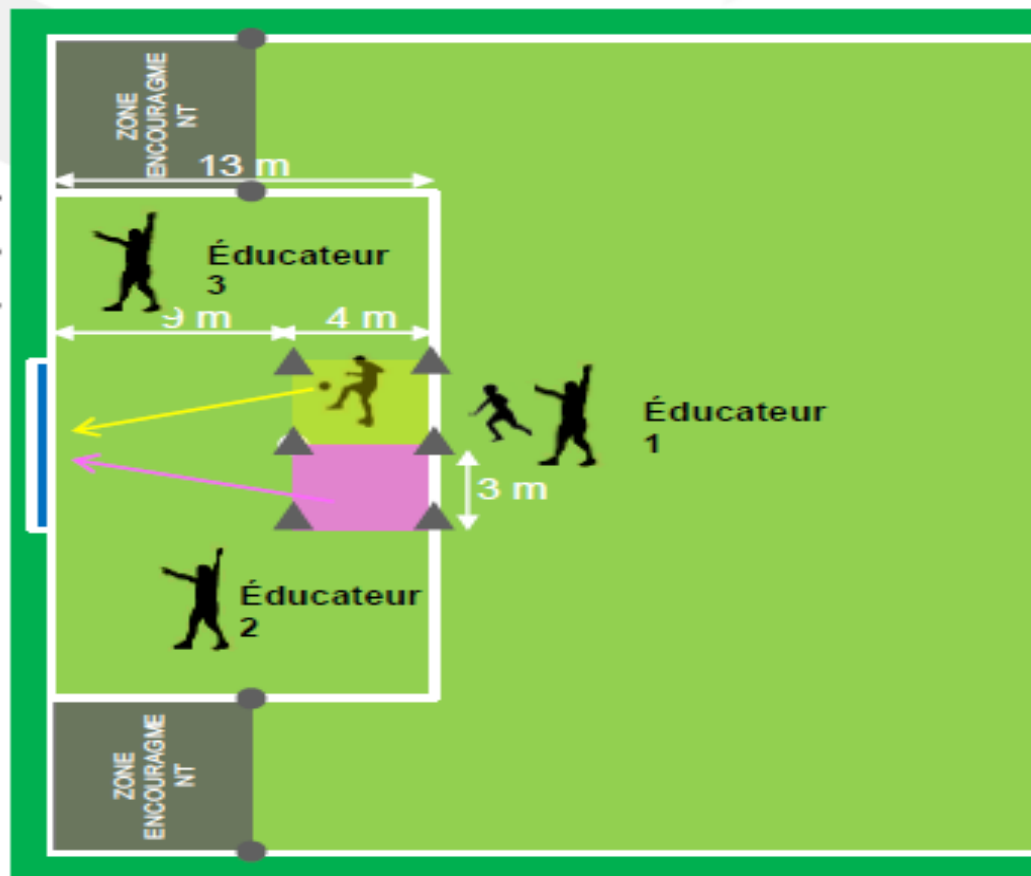 ZONE
ENCOURAGME
NT
13 m
Éducateur
3
9 m
4 m
Éducateur
1
3 m
Éducateur
2
ZONE
ENCOURAGME
NT